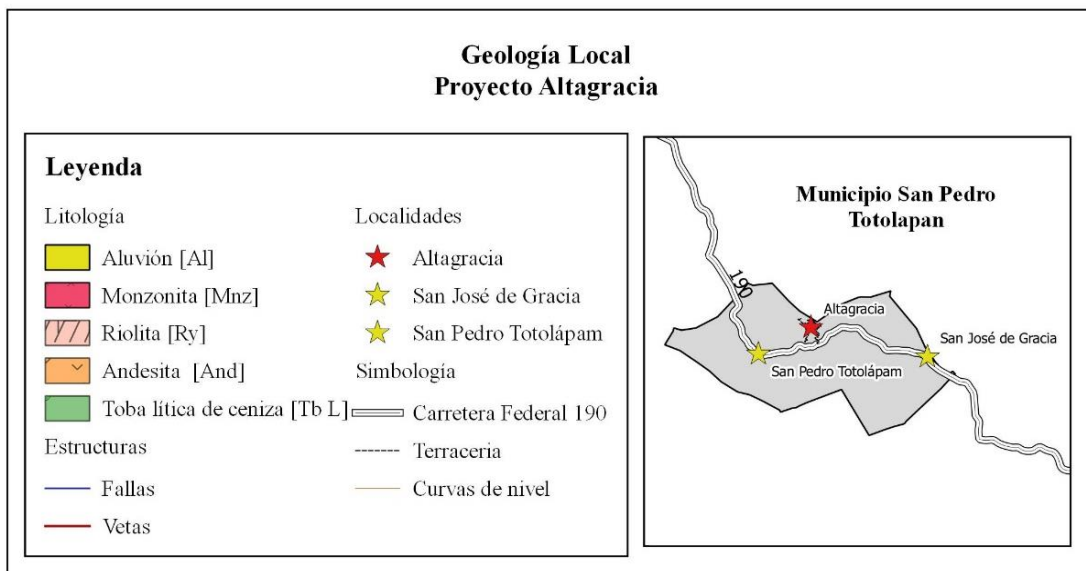 Geología Local
Proyecto Altagracia
Leyenda
Litología
Aluvión [Al]
Monzonita [Mnz]
Riolita [Ry]
Andesita [And]
Toba lítica de ceniza [Tb L]
Estructuras
Fallas
Vetas
Localidades
Altagracia
San José de Gracia
San Pedro Totolápam
Simbología
Carretera Federal 190
Terraceria
Curvas de nivel
Municipio San Pedro
Totolapan
190
Altagracia
San José de Gracia
San Pedro Totolápam